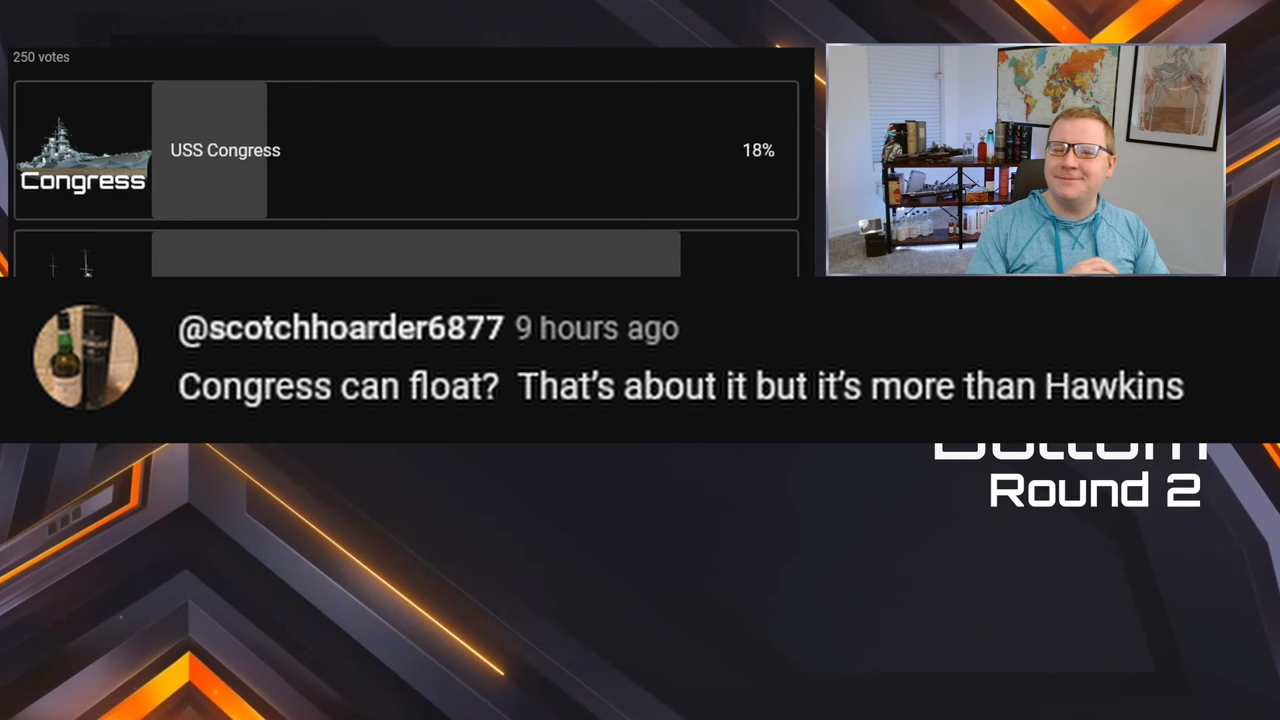 250 votes
Congress
USS Congress
18%
@scotchhoarder6877 9 hours ago
Congress can float?  That's about it but it's more than Hawkins
Bottom
Round 2